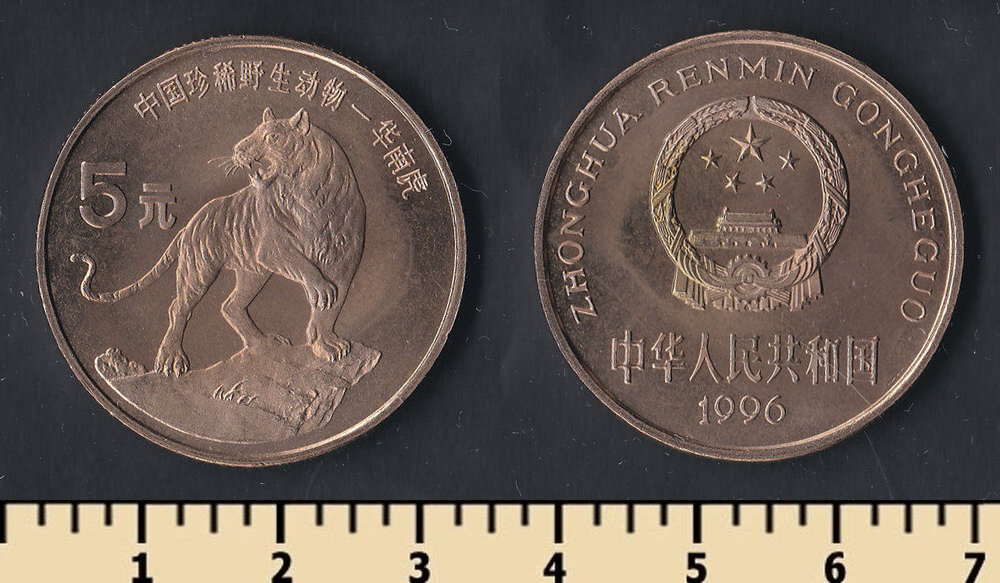 中国珍稀野生动物—华南虎
5元
ZHONGHUA RENMIN GONGHEGUO
中华人民共和国
1996
1 2 3 4 5 6 7